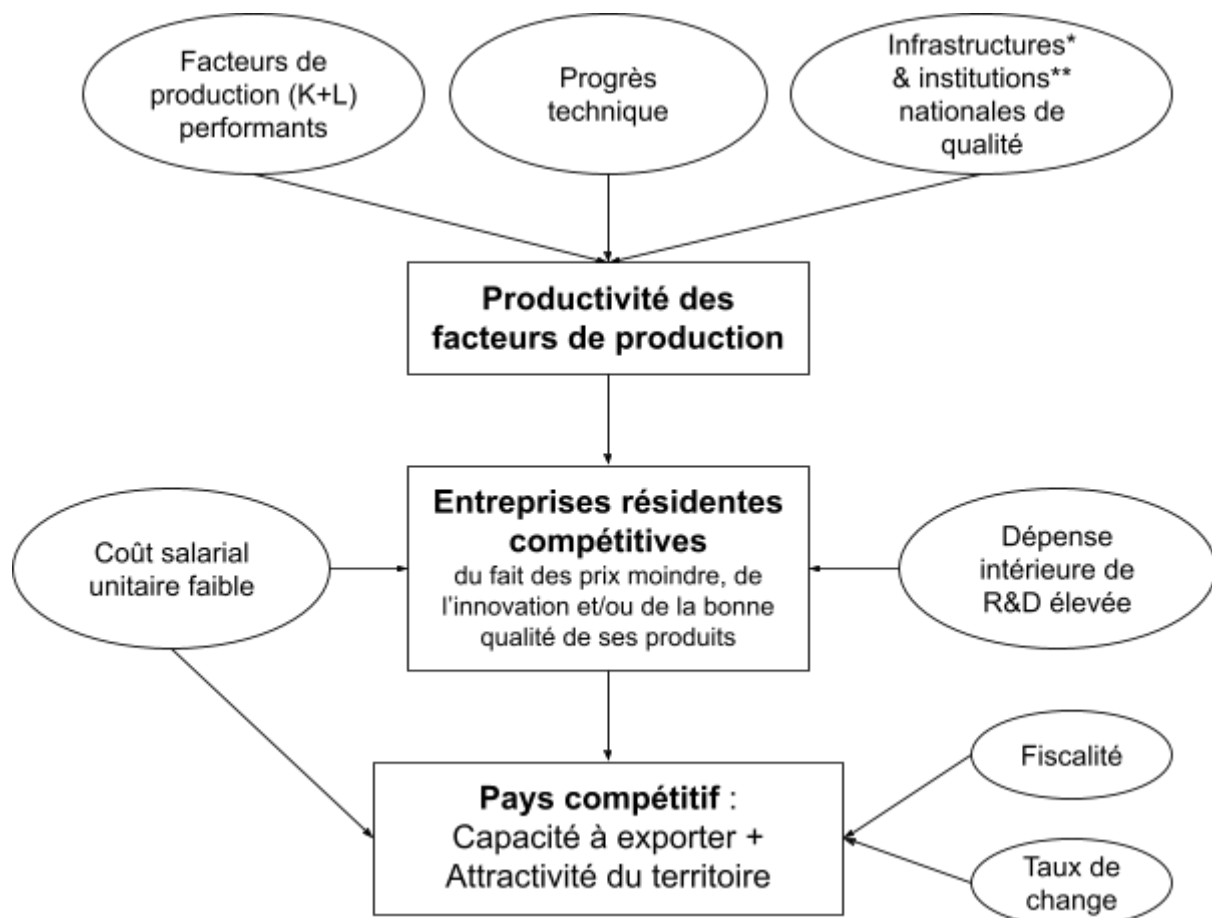 Facteurs de
production (K+L)
performants
Progrès
technique
Infrastructures*
& institutions**
nationales de
qualité
Productivité des
facteurs de production
Coût salarial
unitaire faible
Entreprises résidentes
compétitives
du fait des prix moindre, de
l'innovation et/ou de la bonne
qualité de ses produits
Dépense
intérieure de
R&D élevée
Pays compétitif :
Capacité à exporter +
Attractivité du territoire
Fiscalité
Taux de
change